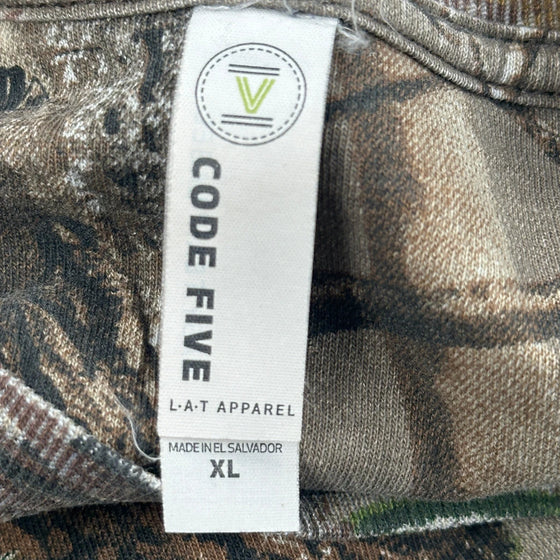 V
CODE FIVE
L·A·T APPAREL
MADE IN EL SALVADOR
XL